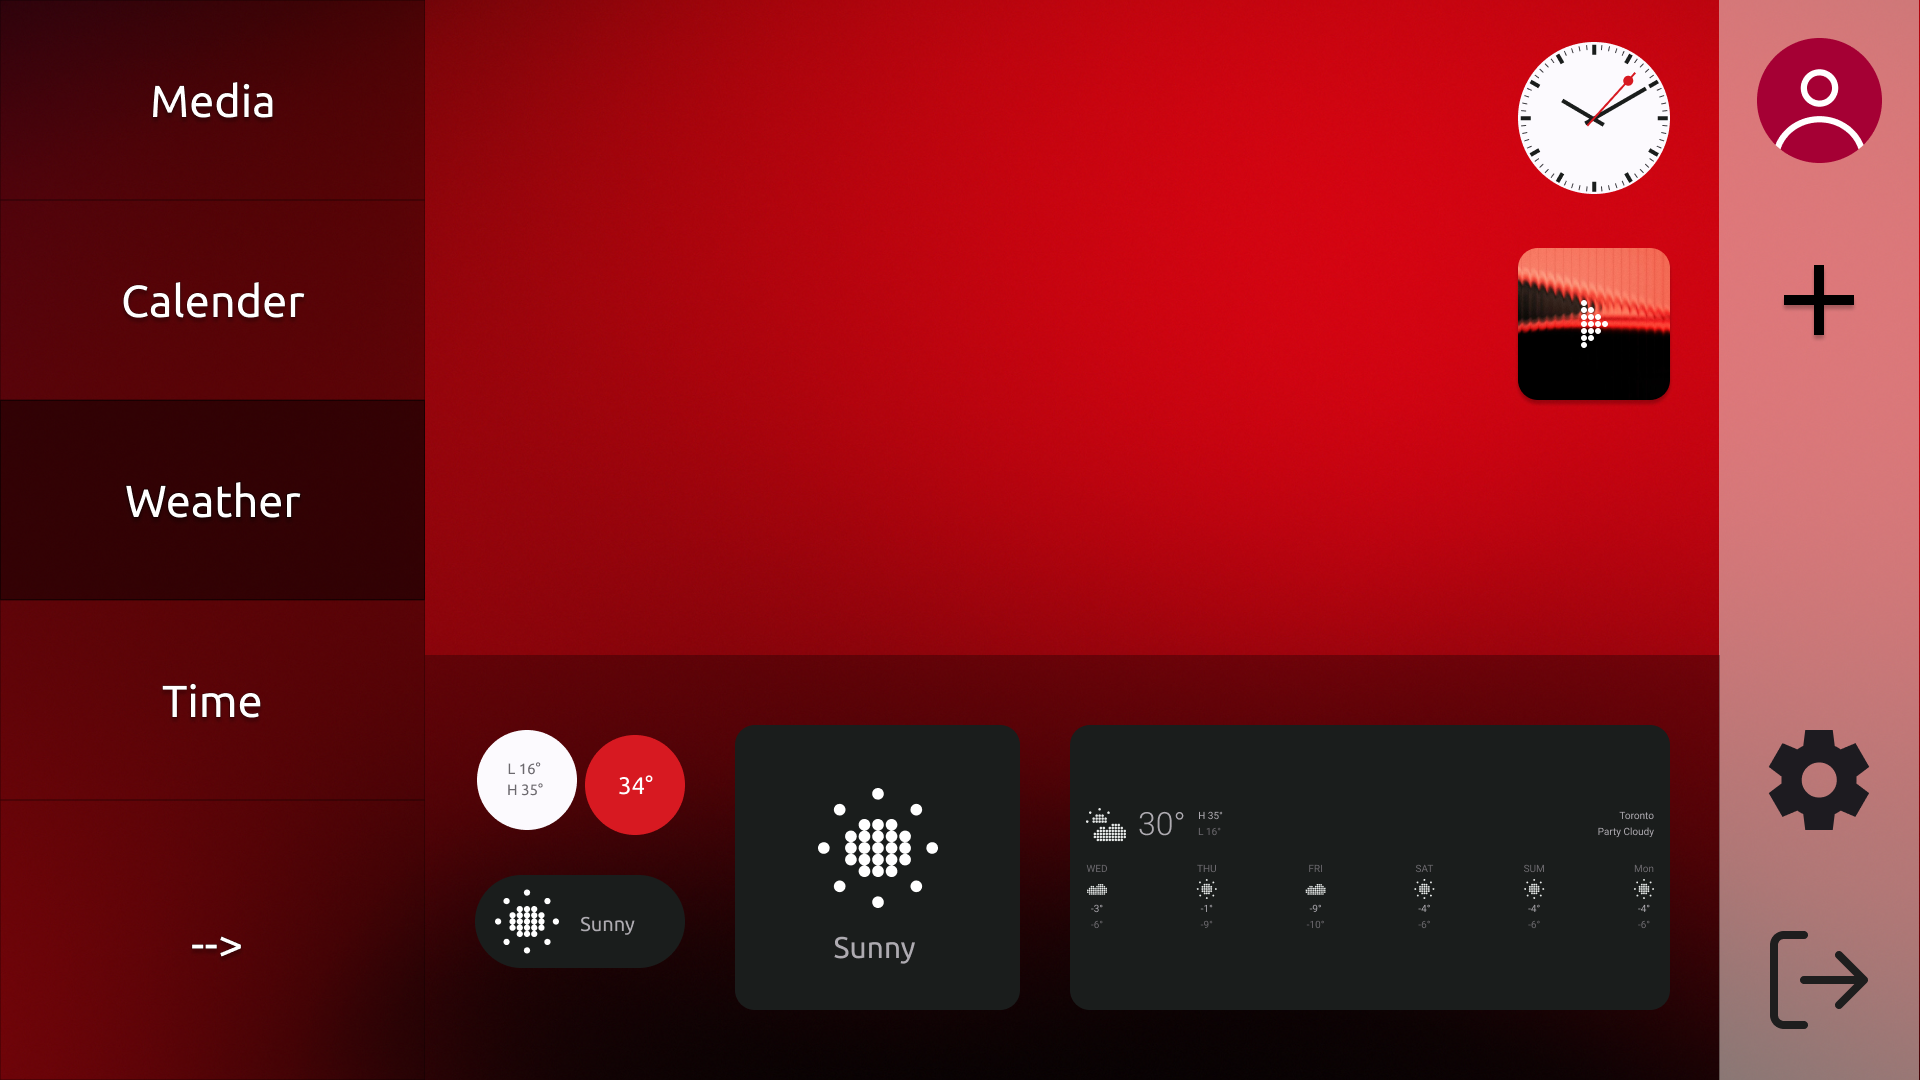 Media
Calender
Weather
Time
-->
L 16°
H 35°
34°
Sunny
Sunny
30°
H 35°
L 16°
Toronto
Party Cloudy
WED THU FRI SAT SUM Mon
-3° -1° -9° -4° -4° -4°
-6° -9° -10° -6° -6° -6°